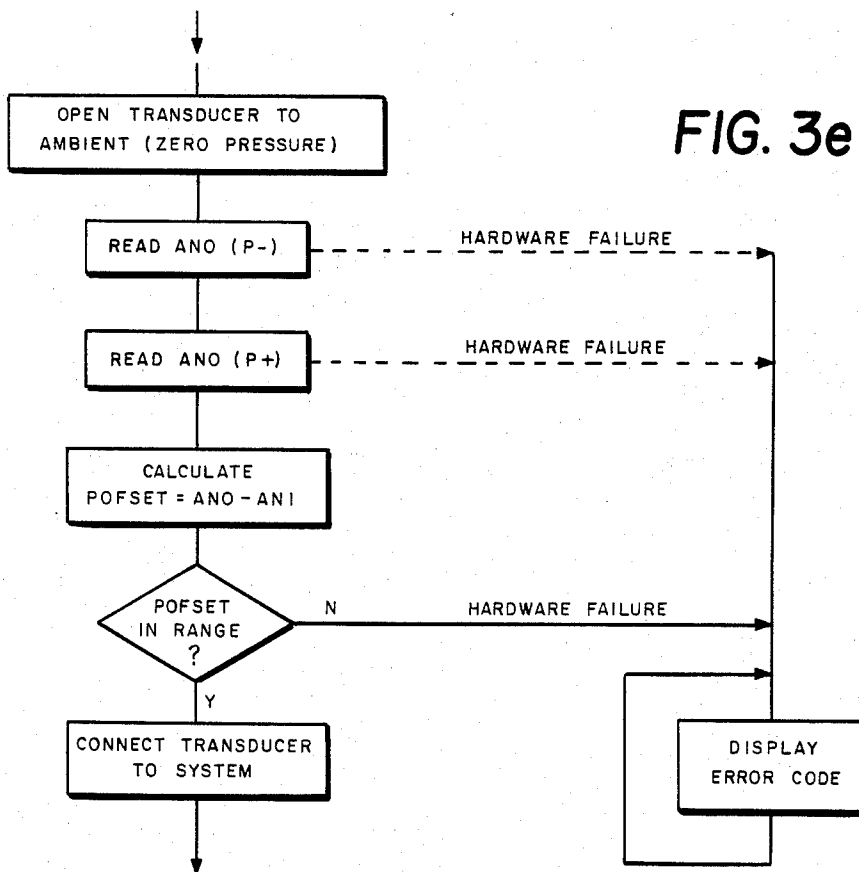 OPEN TRANSDUCER TO
AMBIENT (ZERO PRESSURE)
FIG. 3e
READ ANO (P-)
HARDWARE FAILURE
READ ANO (P+)
HARDWARE FAILURE
CALCULATE
POFSET = ANO - ANI
POFSET
IN RANGE
?
N
HARDWARE FAILURE
Y
CONNECT TRANSDUCER
TO SYSTEM
DISPLAY
ERROR CODE